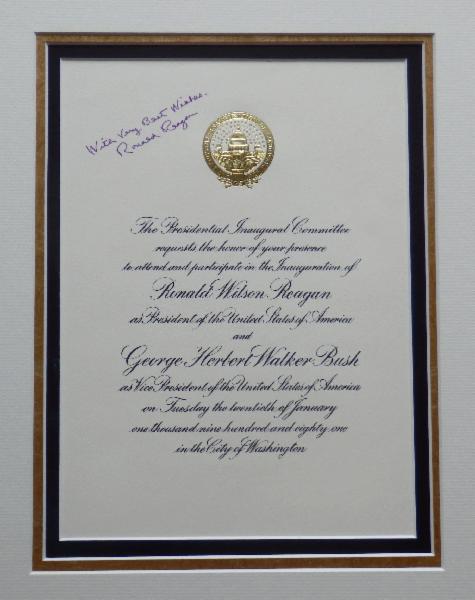 With Very Best Wishes.
Ronald Reagan
The Presidential Inaugural Committee
requests the honor of your presence
to attend and participate in the Inauguration of
Ronald Wilson Reagan
as President of the United States of America
and
George Herbert Walker Bush
as Vice President of the United States of America
on Tuesday the twentieth of January
one thousand nine hundred and eighty one
in the City of Washington